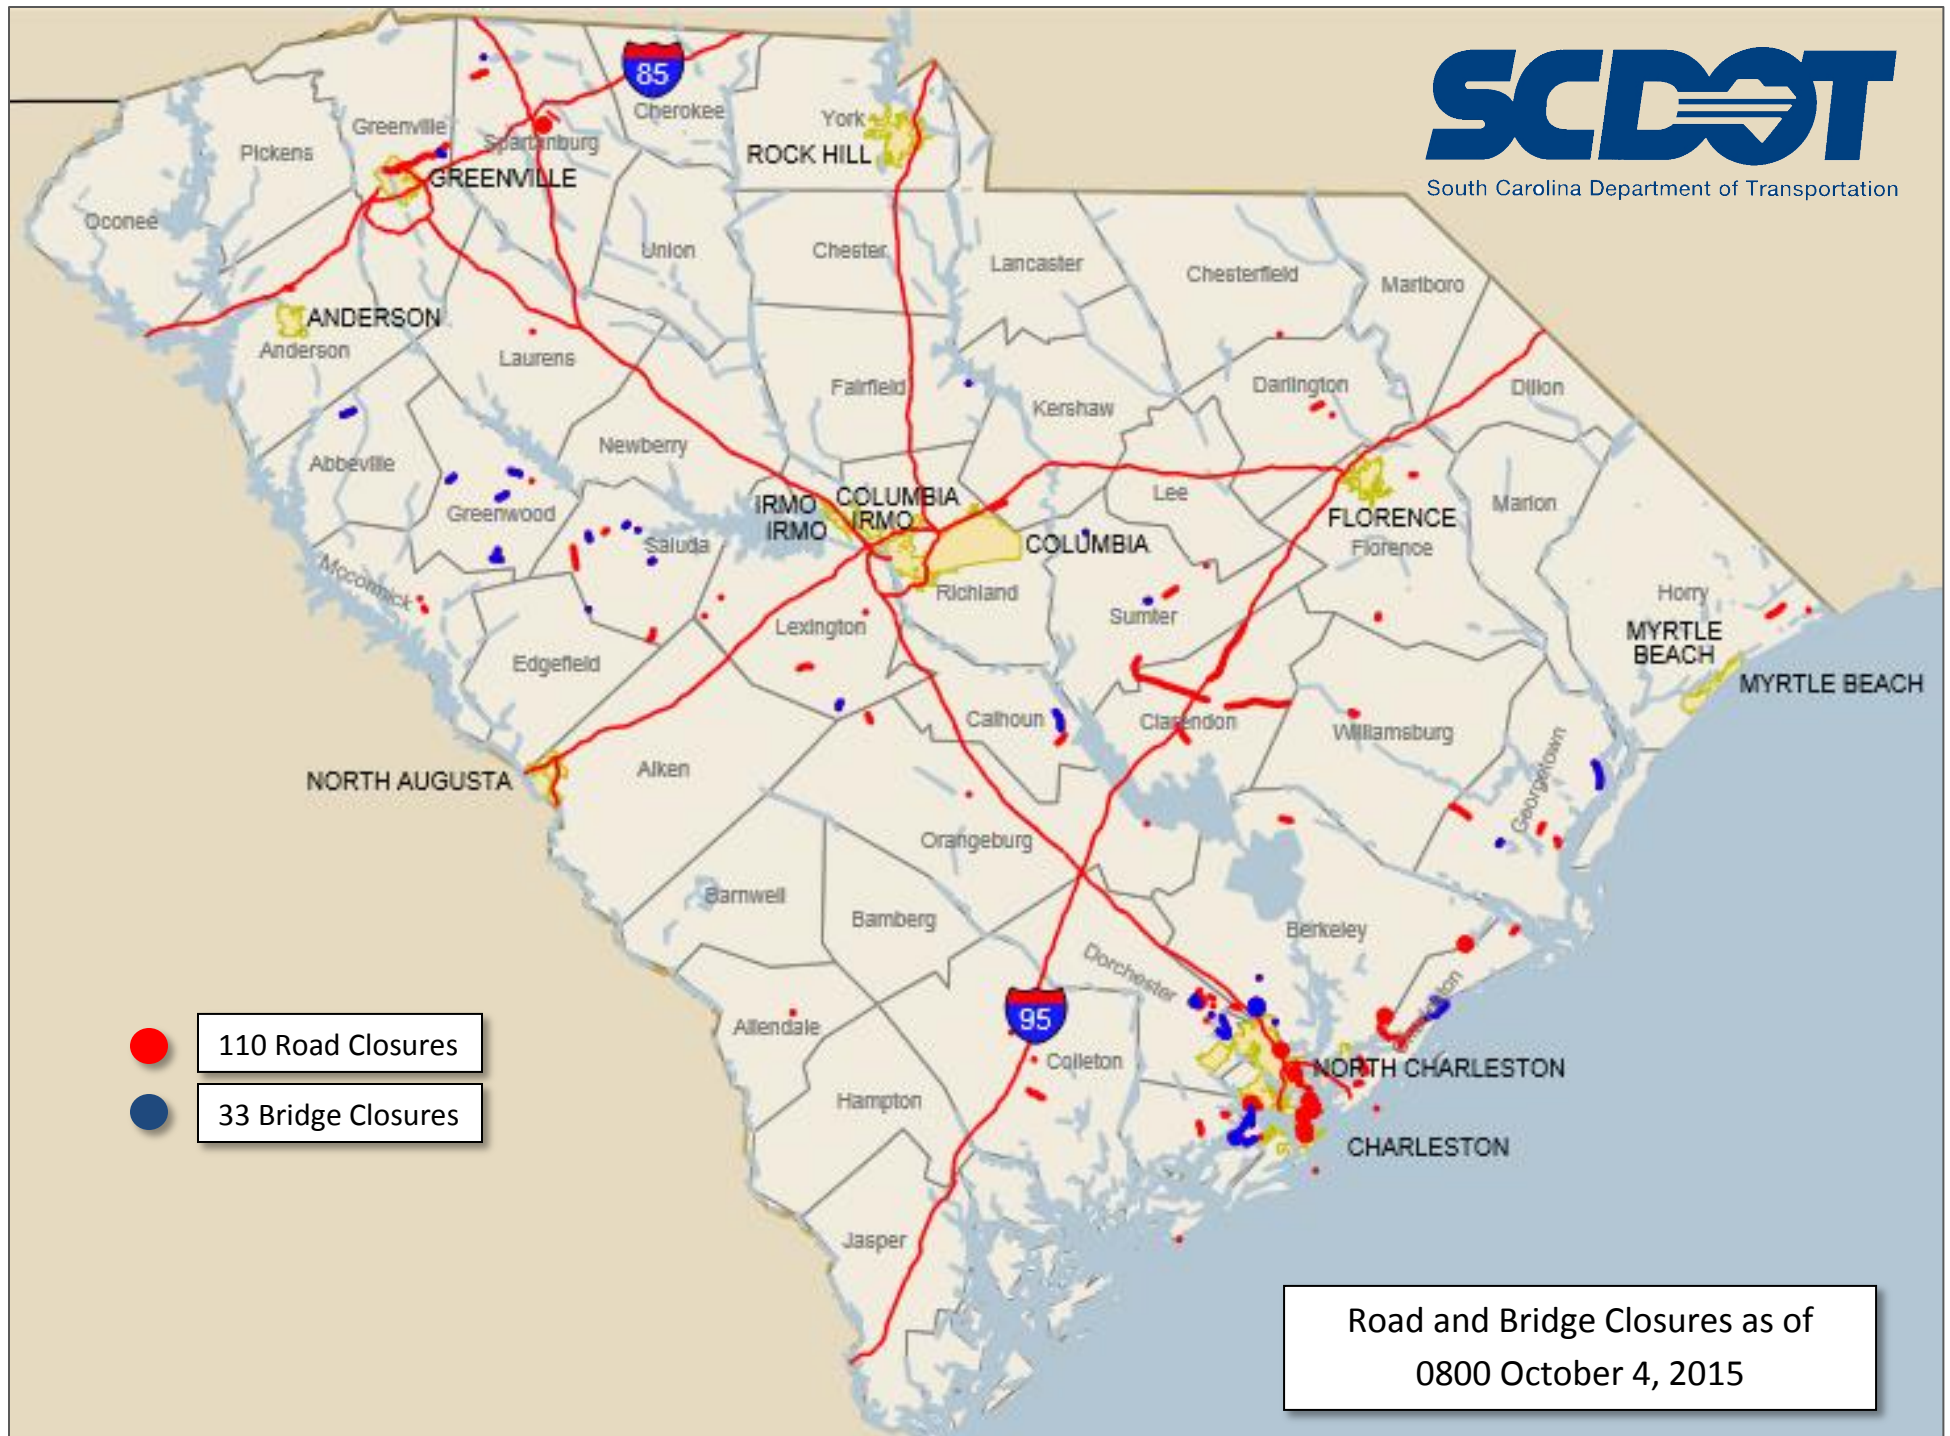 SCDOT
South Carolina Department of Transportation
85
Cherokee
York
ROCK HILL
Greenville
Spartanburg
Pickens
GREENVILLE
Oconee
Union
Chester
Lancaster
Chesterfield
Marlboro
ANDERSON
Anderson
Laurens
Fairfield
Kershaw
Darlington
Dillon
Newberry
Abbeville
Greenwood
IRMO
IRMO
COLUMBIA
IRMO
Lee
Marion
FLORENCE
Florence
COLUMBIA
Saluda
Mccormick
Richland
Horry
Lexington
Sumter
MYRTLE
BEACH
MYRTLE BEACH
Edgefield
Calhoun
Clarendon
Williamsburg
Georgetown
NORTH AUGUSTA
Aiken
Orangeburg
Barnwell
Bamberg
Berkeley
Dorchester
Charleston
Allendale
95
Colleton
NORTH CHARLESTON
Hampton
CHARLESTON
Jasper
110 Road Closures
33 Bridge Closures
Road and Bridge Closures as of
0800 October 4, 2015